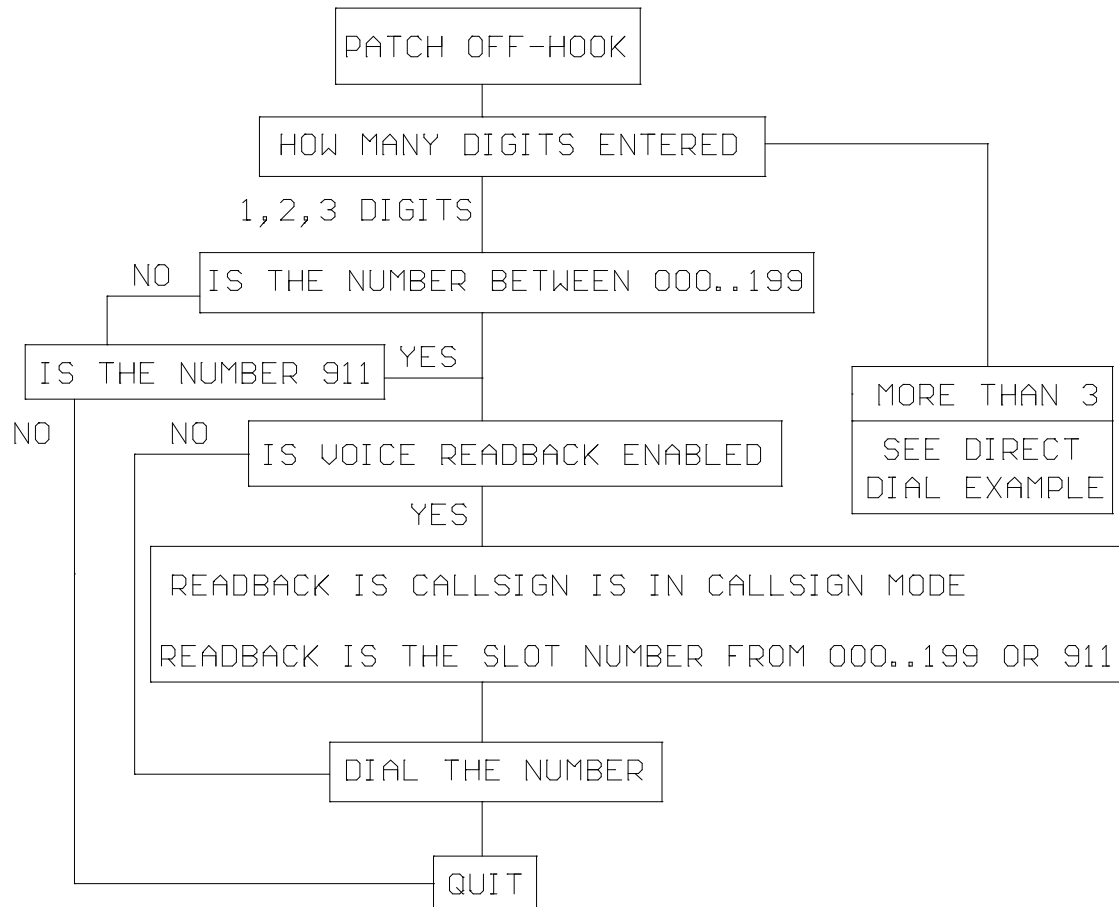 PATCH OFF-HOOK
HOW MANY DIGITS ENTERED
1,2,3 DIGITS
NO
IS THE NUMBER BETWEEN 000..199
IS THE NUMBER 911
YES
MORE THAN 3
SEE DIRECT
DIAL EXAMPLE
NO
NO
IS VOICE READBACK ENABLED
YES
READBACK IS CALLSIGN IS IN CALLSIGN MODE
READBACK IS THE SLOT NUMBER FROM 000..199 OR 911
DIAL THE NUMBER
QUIT